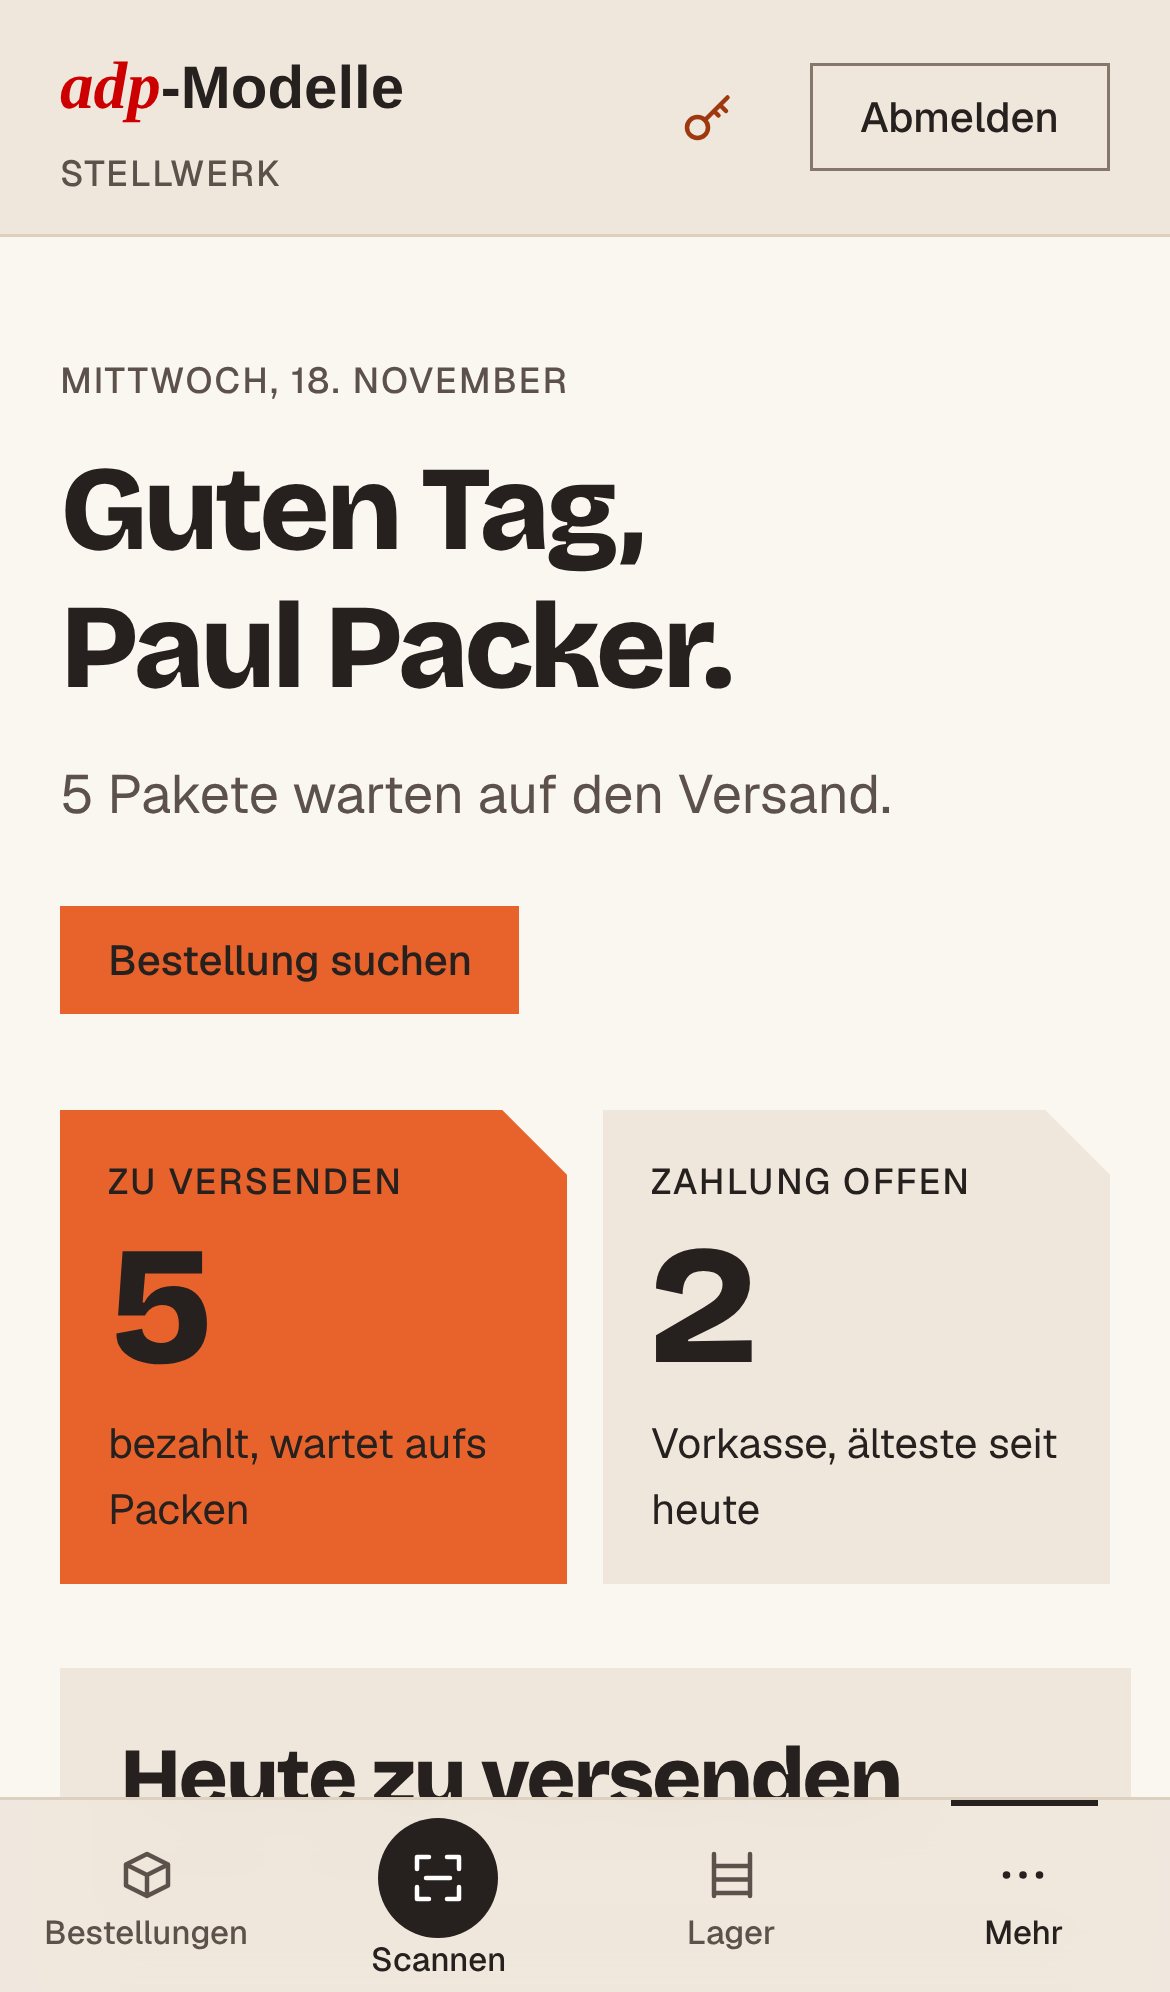 adp-Modelle
STELLWERK
Abmelden
MITTWOCH, 18. NOVEMBER
Guten Tag,
Paul Packer.
5 Pakete warten auf den Versand.
Bestellung suchen
ZU VERSENDEN
5
bezahlt, wartet aufs
Packen
ZAHLUNG OFFEN
2
Vorkasse, älteste seit
heute
Heute zu versenden
Bestellungen
Scannen
Lager
Mehr